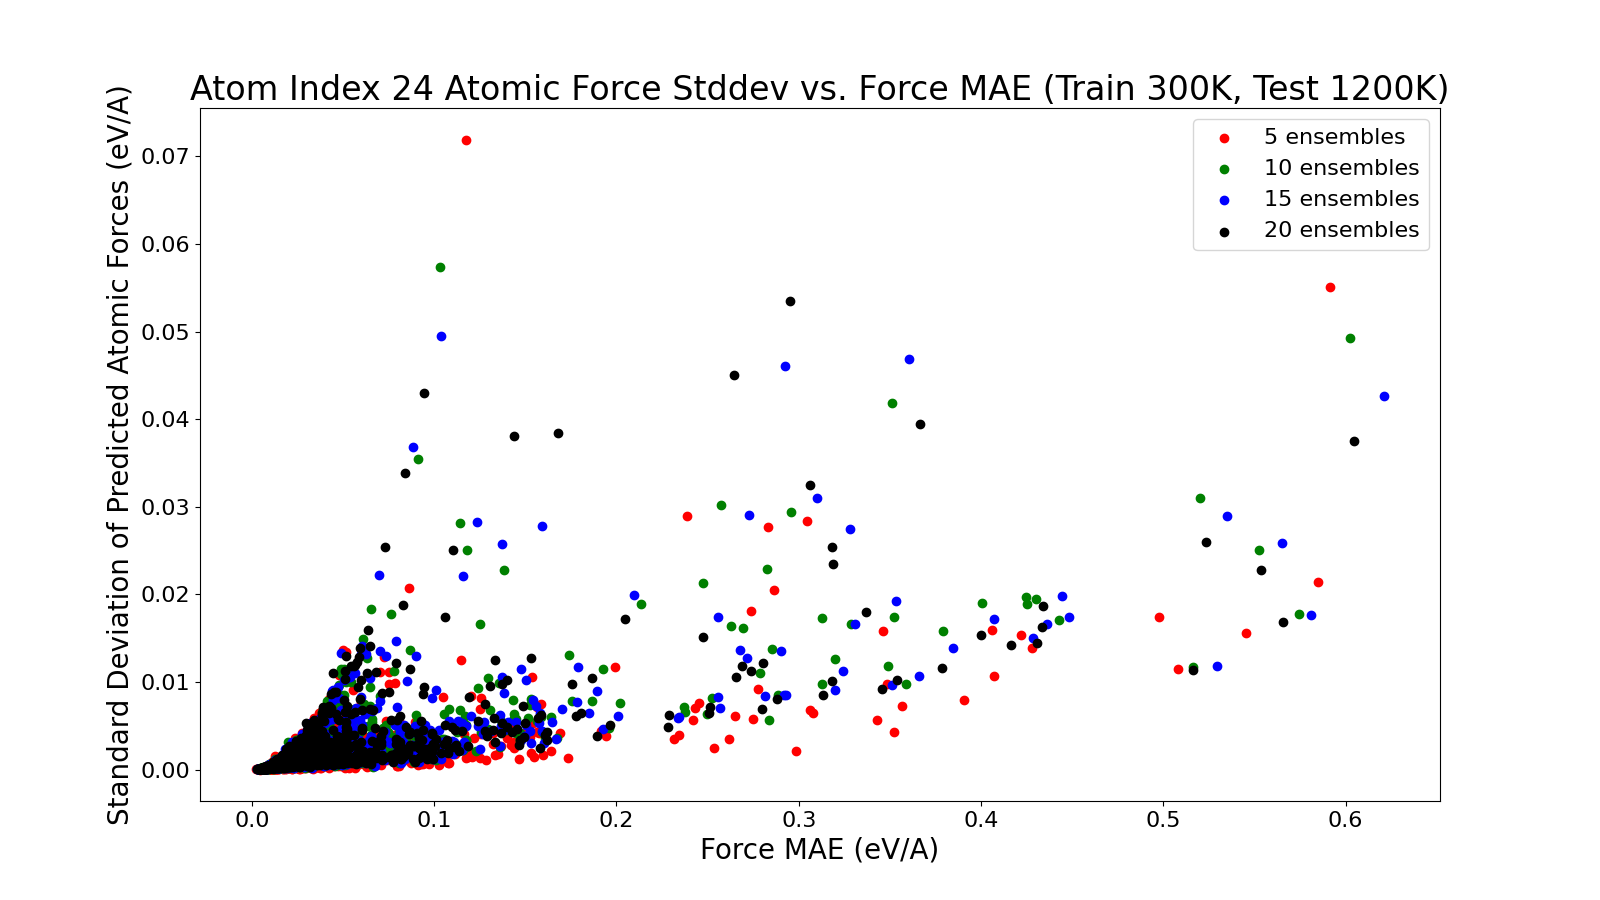 Atom Index 24 Atomic Force Stddev vs. Force MAE (Train 300K, Test 1200K)
5 ensembles
10 ensembles
15 ensembles
20 ensembles
Standard Deviation of Predicted Atomic Forces (eV/A)
0.07
0.06
0.05
0.04
0.03
0.02
0.01
0.00
0.0 0.1 0.2 0.3 0.4 0.5 0.6
Force MAE (eV/A)